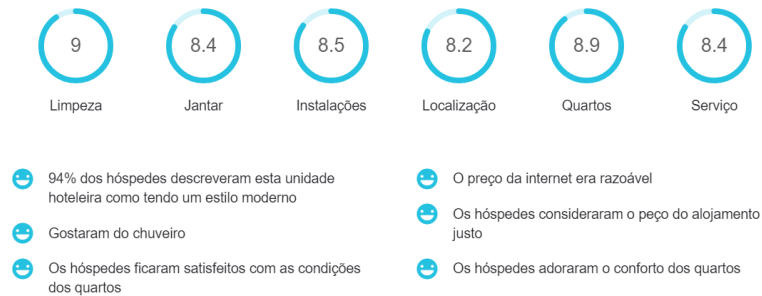 9
8.4
8.5
8.2
8.9
8.4
Limpeza
Jantar
Instalações
Localização
Quartos
Serviço
94% dos hóspedes descreveram esta unidade
hoteleira como tendo um estilo moderno
Gostaram do chuveiro
Os hóspedes ficaram satisfeitos com as condições
dos quartos
O preço da internet era razoável
Os hóspedes consideraram o peço do alojamento
justo
Os hóspedes adoraram o conforto dos quartos